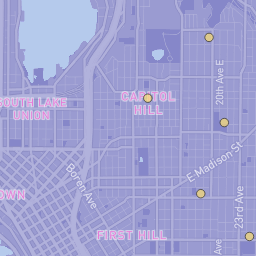 20th Ave E
SOUTH LAKE
UNION
CAPITOL
HILL
E Madison St
Boren Ave
OWN
23rd Ave
FIRST HILL